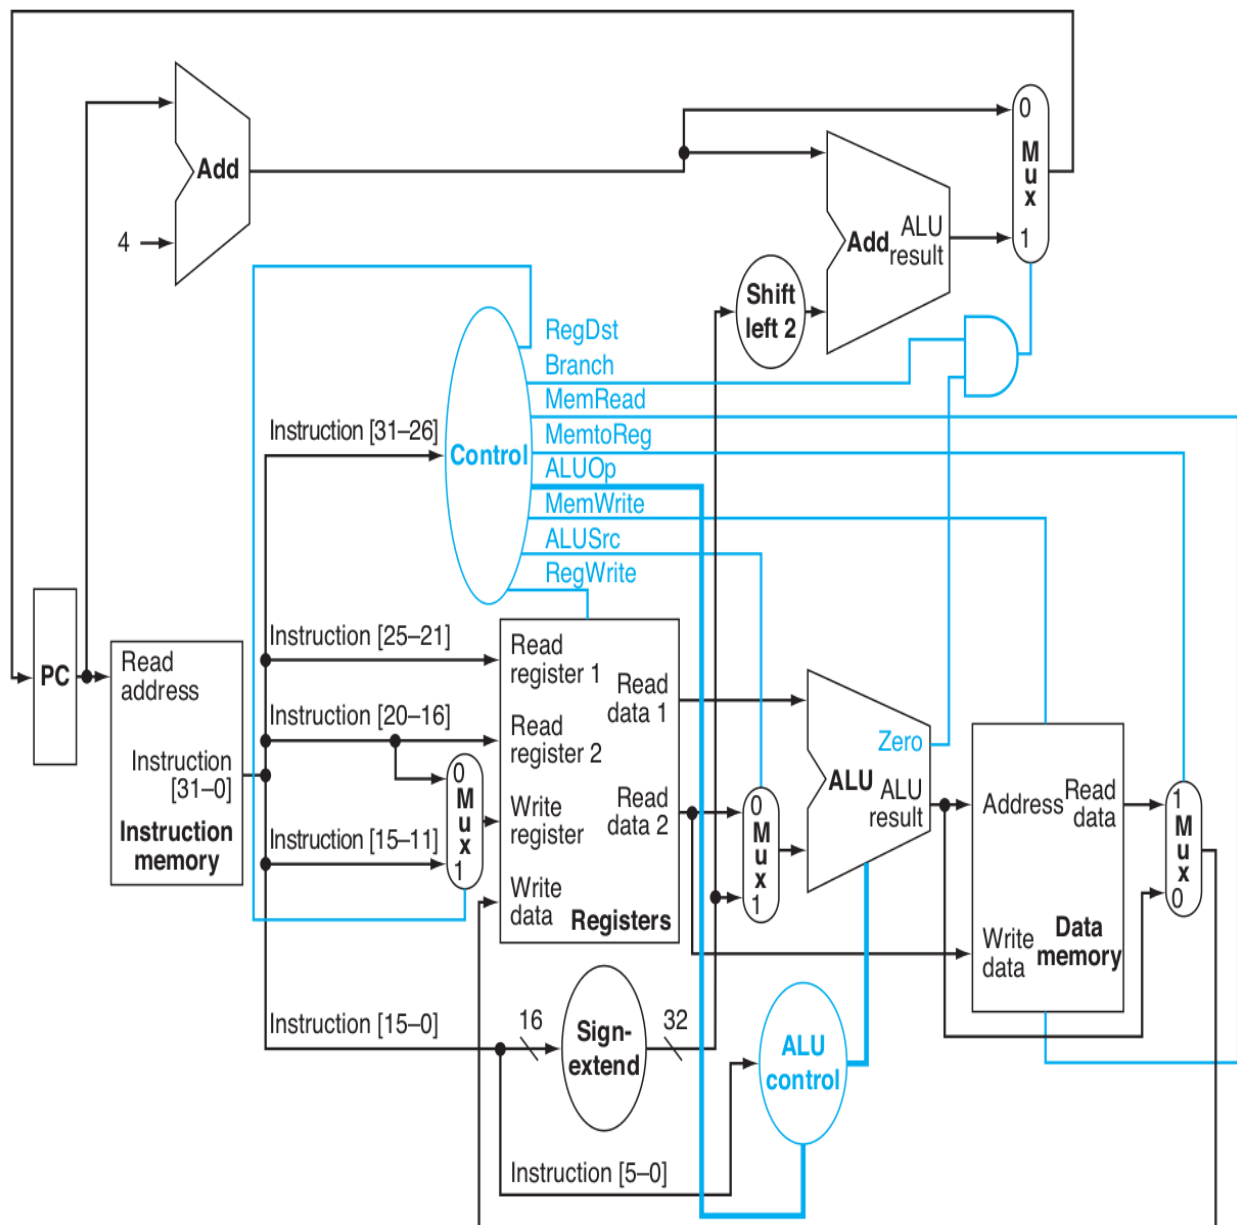 0
M
u
x
1
Add
ALU
Add result
4
Shift
left 2
RegDst
Branch
MemRead
Instruction [31–26]
MemtoReg
Control
ALUOp
MemWrite
ALUSrc
RegWrite
PC
Read
address
Instruction
[31–0]
Instruction
memory
Instruction [25–21]
Instruction [20–16]
Instruction [15–11]
0
M
u
x
1
Read
register 1
Read
register 2
Write
register
Write
data
Read
data 1
Read
data 2
Registers
0
M
u
x
1
Zero
ALU
ALU
result
Address
Read
data
Write
data
Data
memory
1
M
u
x
0
Instruction [15–0]
16
Sign-
extend
32
ALU
control
Instruction [5–0]